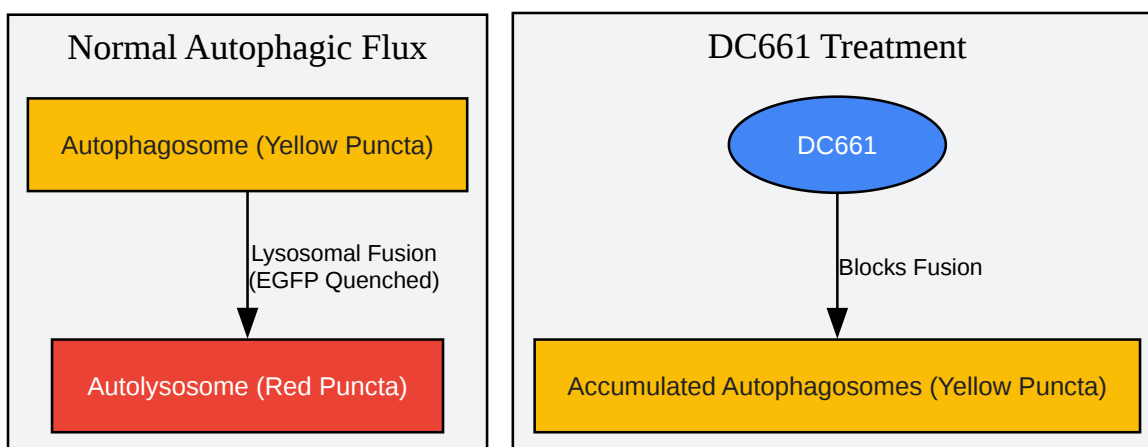 Normal Autophagic Flux
Autophagosome (Yellow Puncta)
Lysosomal Fusion
(EGFP Quenched)
Autolysosome (Red Puncta)
DC661 Treatment
DC661
Blocks Fusion
Accumulated Autophagosomes (Yellow Puncta)